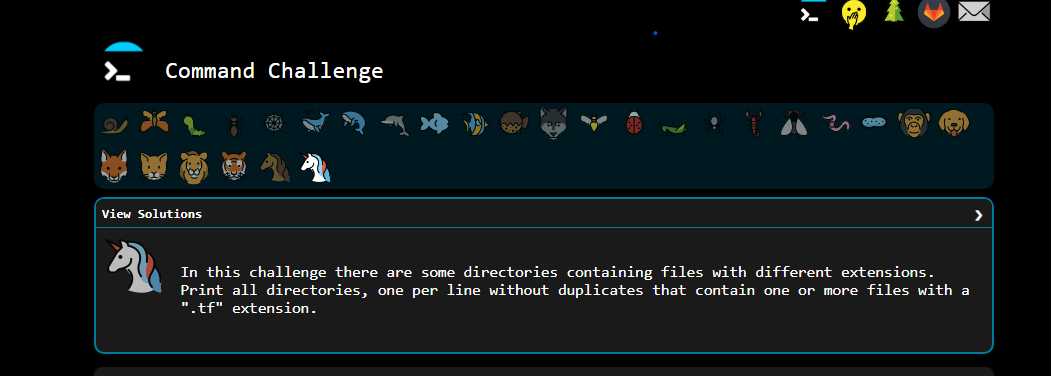 Command Challenge
View Solutions
In this challenge there are some directories containing files with different extensions.
Print all directories, one per line without duplicates that contain one or more files with a
".tf" extension.